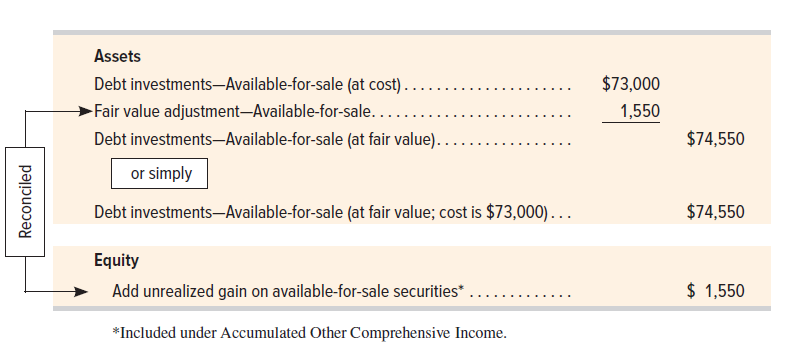 Assets
Debt investments—Available-for-sale (at cost) . . . . . . . . . . . . . . . . . . . . . . $73,000
Fair value adjustment—Available-for-sale. . . . . . . . . . . . . . . . . . . . . . . . . . 1,550
Debt investments—Available-for-sale (at fair value). . . . . . . . . . . . . . . . . . $74,550
or simply
Debt investments—Available-for-sale (at fair value; cost is $73,000) . . . $74,550
Reconciled
Equity
Add unrealized gain on available-for-sale securities* . . . . . . . . . . . . . $ 1,550
*Included under Accumulated Other Comprehensive Income.